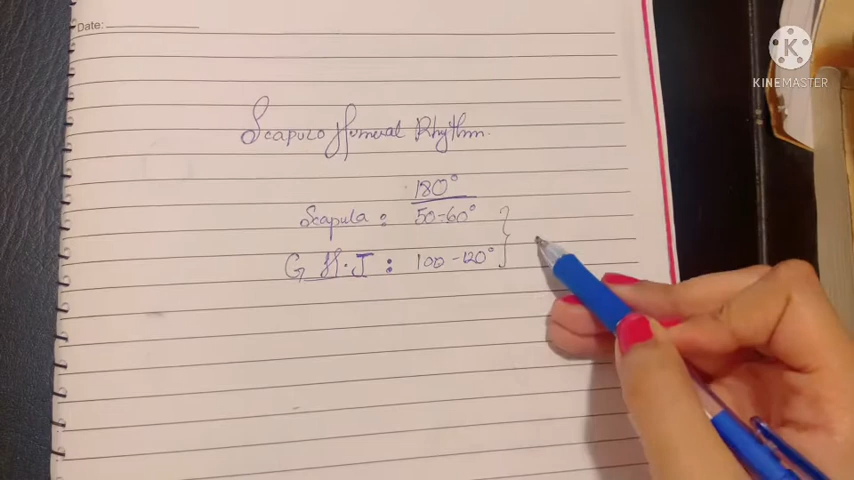 Date:
K
KINEMASTER
Scapulo Humeral Rhythm.
180°
Scapula : 50-60°
G H.J : 100-120°